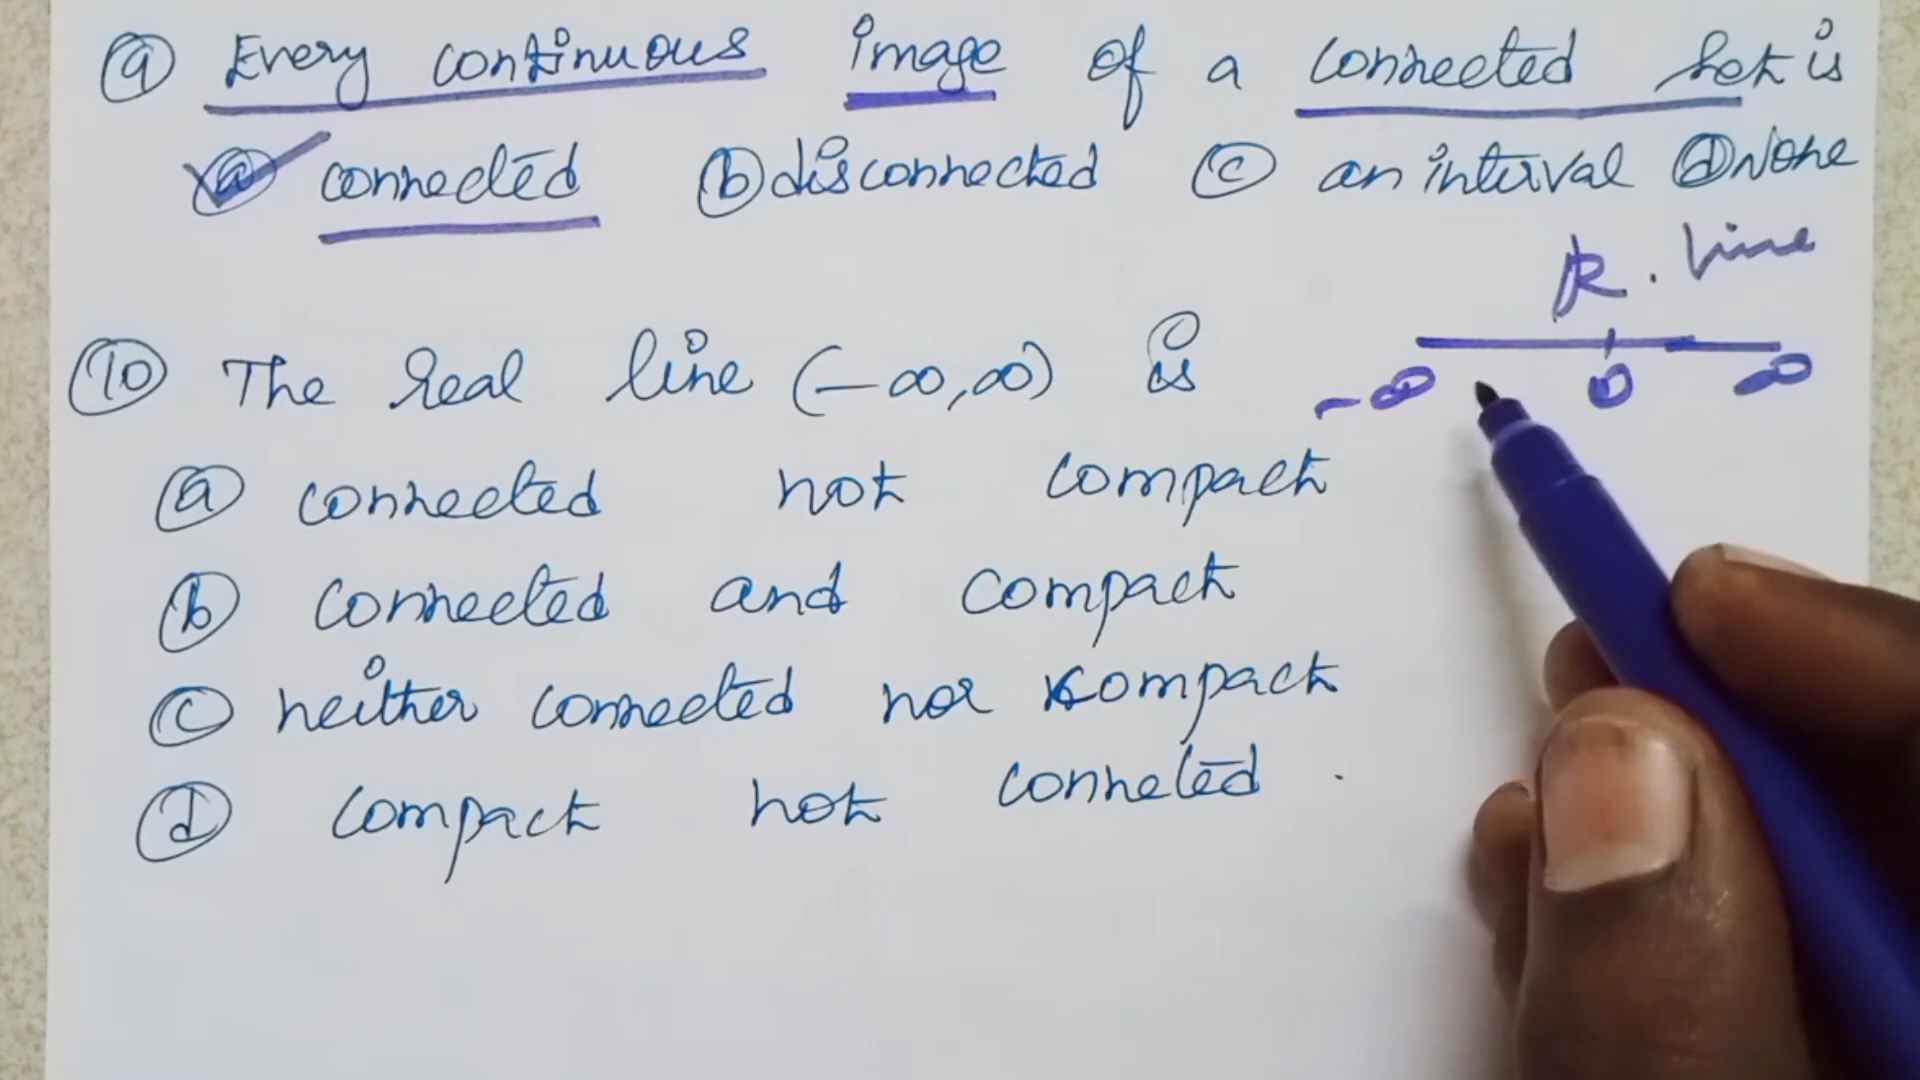 9 Every continuous image of a connected set is
a connected b disconnected c an interval d None
R. line
10 The real line (-∞,∞) is
-∞ 0 ∞
a connected not compact
b connected and compact
c neither connected nor compact
d compact not conneted.